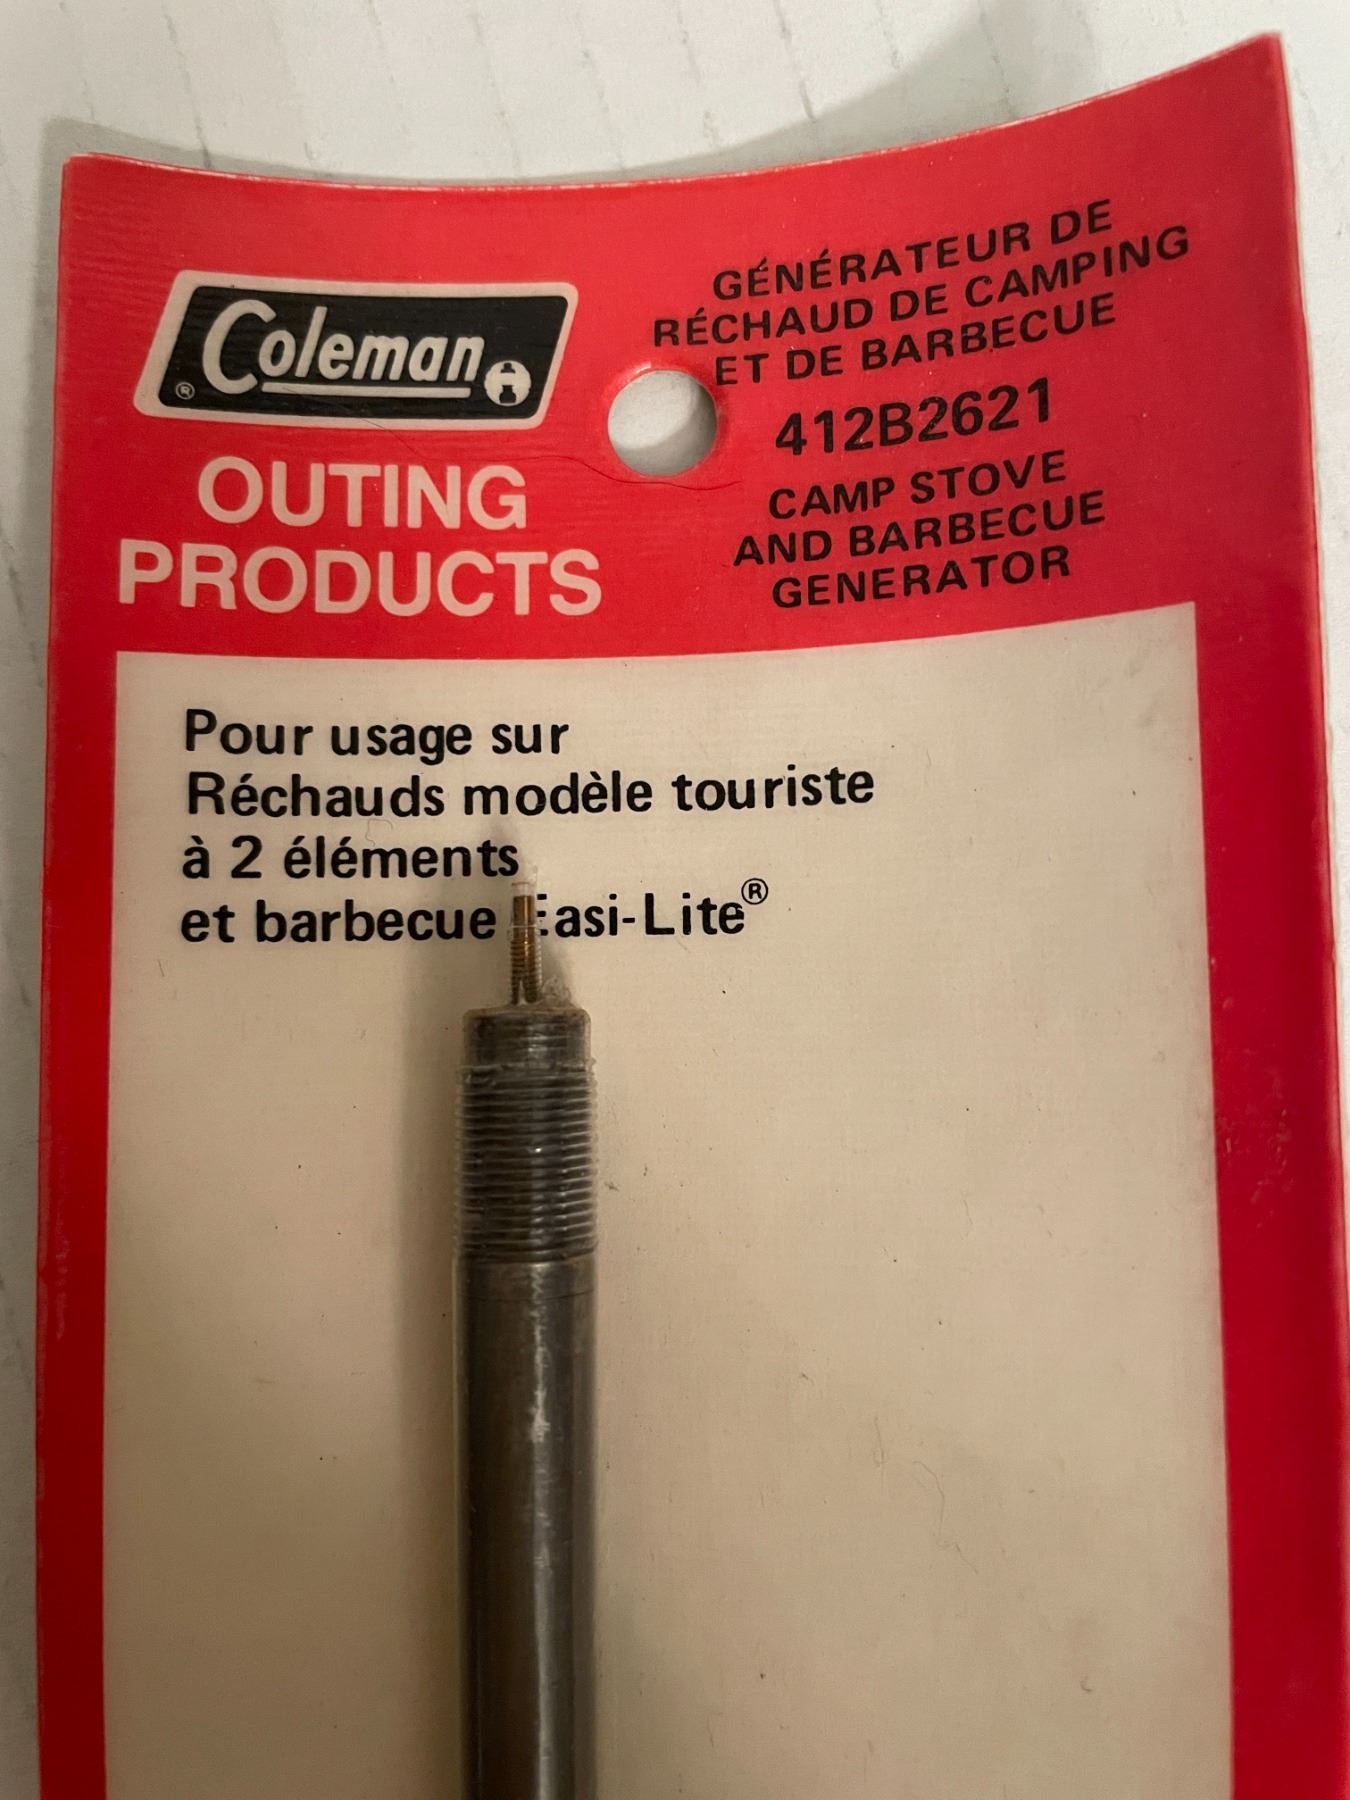 Coleman
®
OUTING
PRODUCTS
GÉNÉRATEUR DE
RÉCHAUD DE CAMPING
ET DE BARBECUE
412B2621
CAMP STOVE
AND BARBECUE
GENERATOR
Pour usage sur
Réchauds modèle touriste
à 2 éléments
et barbecue Easi-Lite®